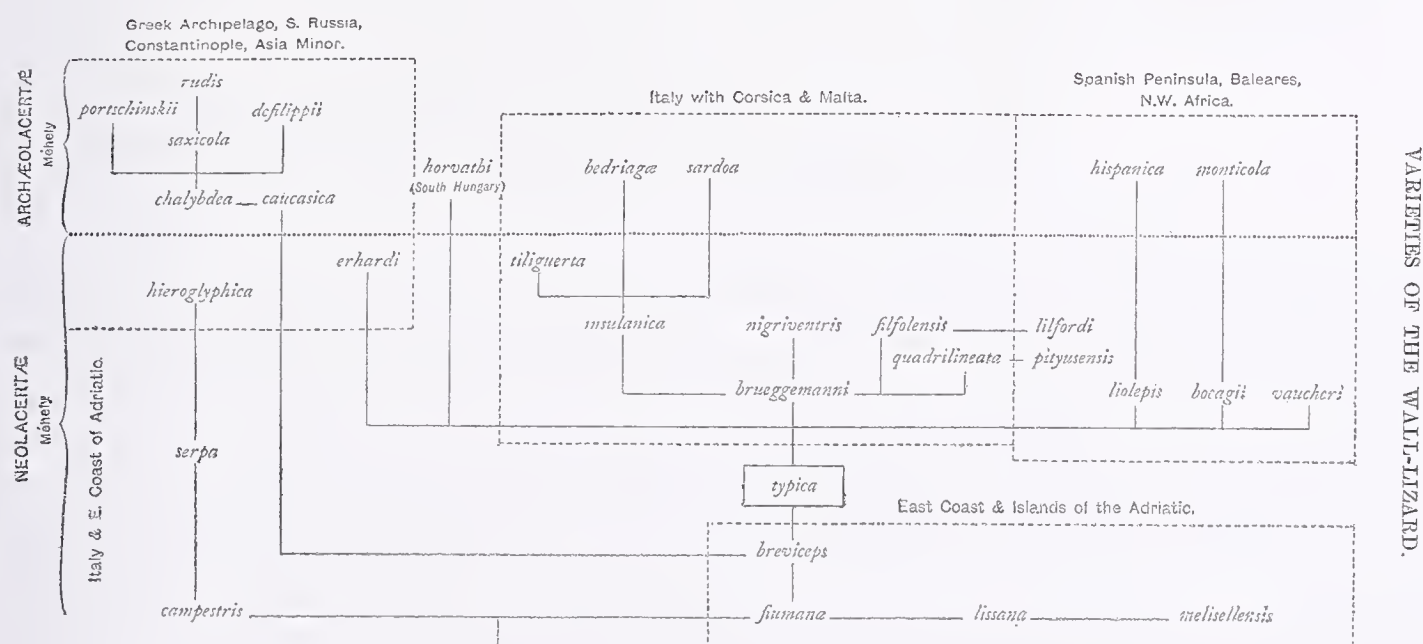 Greek Archipelago, S. Russia,
Constantinople, Asia Minor.
ARCHÆOLACERTÆ
Méhely
rudis
portschinskii
defilippii
saxicola
chalybdea
caucasica
horvathi
(South Hungary)
Italy with Corsica & Malta.
bedriagæ
sardoa
Spanish Peninsula, Baleares,
N.W. Africa.
hispanica
monticola
VARIETIES OF THE WALL-LIZARD.
NEOLACERTÆ
Méhely
Italy & E. Coast of Adriatic.
erhardi
tiliguerta
hieroglyphica
insulanica
nigriventris
filfolensis
lilfordi
quadrilineata
pityusensis
brueggemanni
liolepis
bocagii
vaucheri
serpa
typica
East Coast & Islands of the Adriatic.
breviceps
campestris
fiumana
lissana
melisellensis